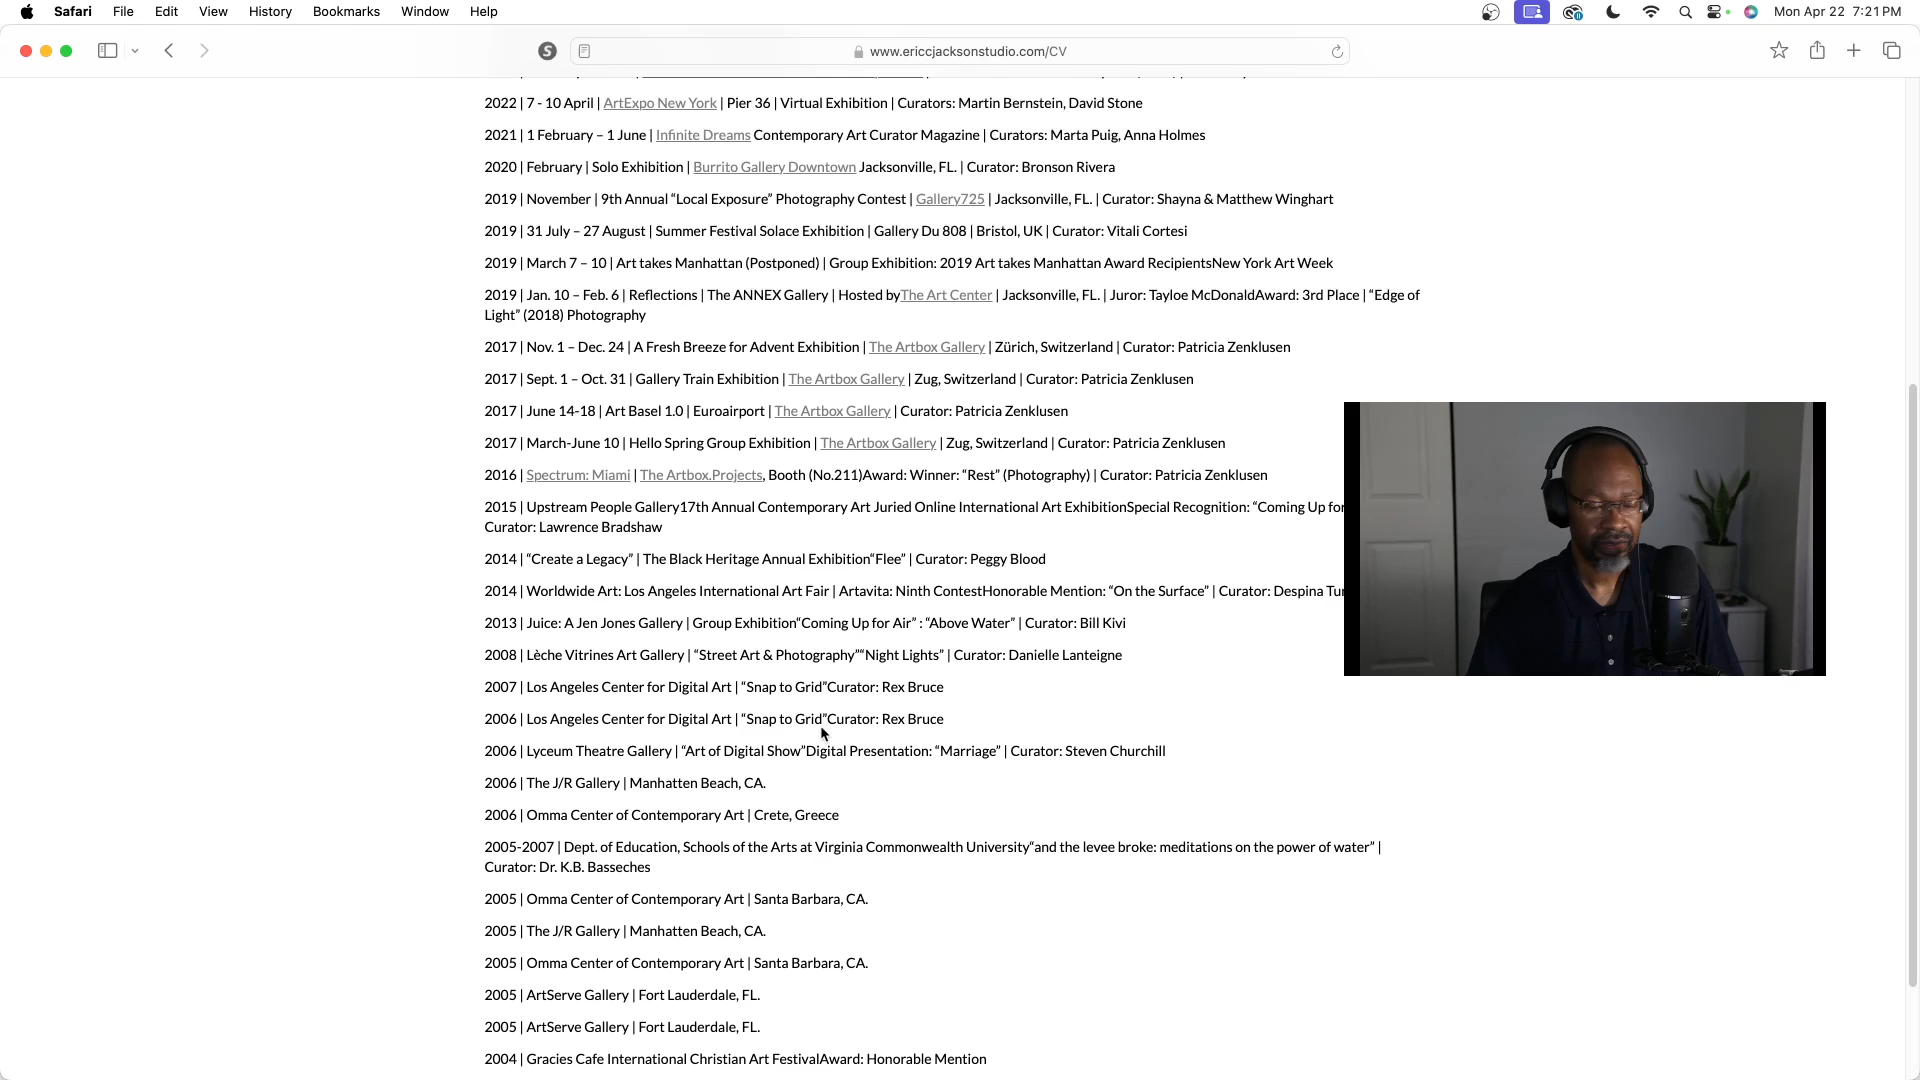 Safari File Edit View History Bookmarks Window Help Mon Apr 22 7:21 PM
www.ericcjacksonstudio.com/CV
2022 | 7 - 10 April | ArtExpo New York | Pier 36 | Virtual Exhibition | Curators: Martin Bernstein, David Stone
2021 | 1 February – 1 June | Infinite Dreams Contemporary Art Curator Magazine | Curators: Marta Puig, Anna Holmes
2020 | February | Solo Exhibition | Burrito Gallery Downtown Jacksonville, FL. | Curator: Bronson Rivera
2019 | November | 9th Annual “Local Exposure” Photography Contest | Gallery725 | Jacksonville, FL. | Curator: Shayna & Matthew Winghart
2019 | 31 July – 27 August | Summer Festival Solace Exhibition | Gallery Du 808 | Bristol, UK | Curator: Vitali Cortesi
2019 | March 7 – 10 | Art takes Manhattan (Postponed) | Group Exhibition: 2019 Art takes Manhattan Award RecipientsNew York Art Week
2019 | Jan. 10 – Feb. 6 | Reflections | The ANNEX Gallery | Hosted byThe Art Center | Jacksonville, FL. | Juror: Tayloe McDonaldAward: 3rd Place | “Edge of
Light” (2018) Photography
2017 | Nov. 1 – Dec. 24 | A Fresh Breeze for Advent Exhibition | The Artbox Gallery | Zürich, Switzerland | Curator: Patricia Zenklusen
2017 | Sept. 1 – Oct. 31 | Gallery Train Exhibition | The Artbox Gallery | Zug, Switzerland | Curator: Patricia Zenklusen
2017 | June 14-18 | Art Basel 1.0 | Euroairport | The Artbox Gallery | Curator: Patricia Zenklusen
2017 | March-June 10 | Hello Spring Group Exhibition | The Artbox Gallery | Zug, Switzerland | Curator: Patricia Zenklusen
2016 | Spectrum: Miami | The Artbox.Projects, Booth (No.211)Award: Winner: “Rest” (Photography) | Curator: Patricia Zenklusen
2015 | Upstream People Gallery17th Annual Contemporary Art Juried Online International Art ExhibitionSpecial Recognition: “Coming Up for
Curator: Lawrence Bradshaw
2014 | “Create a Legacy” | The Black Heritage Annual Exhibition“Flee” | Curator: Peggy Blood
2014 | Worldwide Art: Los Angeles International Art Fair | Artavita: Ninth ContestHonorable Mention: “On the Surface” | Curator: Despina
2013 | Juice: A Jen Jones Gallery | Group Exhibition“Coming Up for Air” : “Above Water” | Curator: Bill Kivi
2008 | Lèche Vitrines Art Gallery | “Street Art & Photography”“Night Lights” | Curator: Danielle Lanteigne
2007 | Los Angeles Center for Digital Art | “Snap to Grid”Curator: Rex Bruce
2006 | Los Angeles Center for Digital Art | “Snap to Grid”Curator: Rex Bruce
2006 | Lyceum Theatre Gallery | “Art of Digital Show”Digital Presentation: “Marriage” | Curator: Steven Churchill
2006 | The J/R Gallery | Manhatten Beach, CA.
2006 | Omma Center of Contemporary Art | Crete, Greece
2005-2007 | Dept. of Education, Schools of the Arts at Virginia Commonwealth University“and the levee broke: meditations on the power of water” |
Curator: Dr. K.B. Basseches
2005 | Omma Center of Contemporary Art | Santa Barbara, CA.
2005 | The J/R Gallery | Manhatten Beach, CA.
2005 | Omma Center of Contemporary Art | Santa Barbara, CA.
2005 | ArtServe Gallery | Fort Lauderdale, FL.
2005 | ArtServe Gallery | Fort Lauderdale, FL.
2004 | Gracies Cafe International Christian Art FestivalAward: Honorable Mention